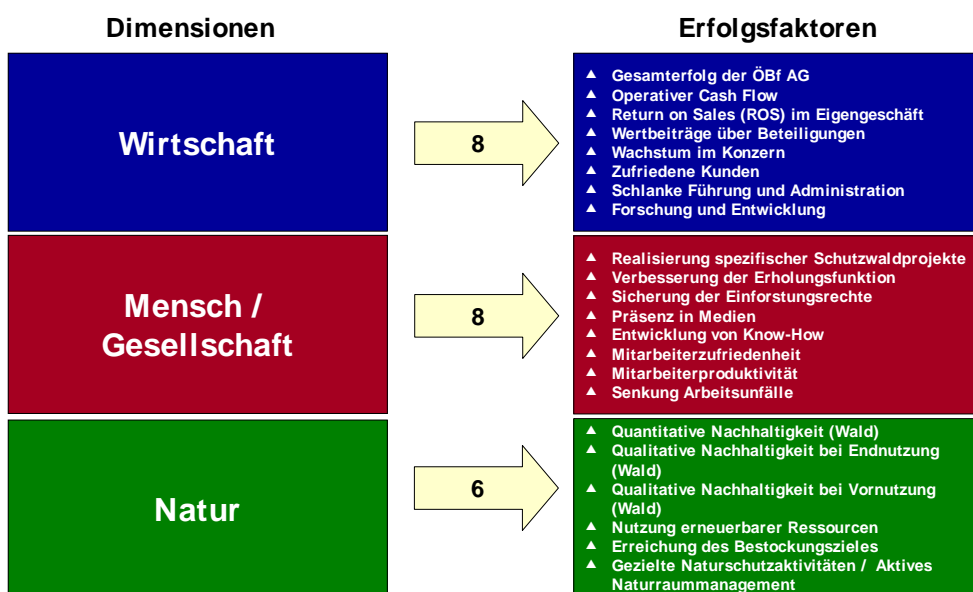 Dimensionen
Erfolgsfaktoren
Wirtschaft
8
▲ Gesamterfolg der ÖBf AG
▲ Operativer Cash Flow
▲ Return on Sales (ROS) im Eigengeschäft
▲ Wertbeiträge über Beteiligungen
▲ Wachstum im Konzern
▲ Zufriedene Kunden
▲ Schlanke Führung und Administration
▲ Forschung und Entwicklung
Mensch /
Gesellschaft
8
▲ Realisierung spezifischer Schutzwaldprojekte
▲ Verbesserung der Erholungsfunktion
▲ Sicherung der Einforstungsrechte
▲ Präsenz in Medien
▲ Entwicklung von Know-How
▲ Mitarbeiterzufriedenheit
▲ Mitarbeiterproduktivität
▲ Senkung Arbeitsunfälle
Natur
6
▲ Quantitative Nachhaltigkeit (Wald)
▲ Qualitative Nachhaltigkeit bei Endnutzung
(Wald)
▲ Qualitative Nachhaltigkeit bei Vornutzung
(Wald)
▲ Nutzung erneuerbarer Ressourcen
▲ Erreichung des Bestockungszieles
▲ Gezielte Naturschutzaktivitäten / Aktives
Naturraummanagement